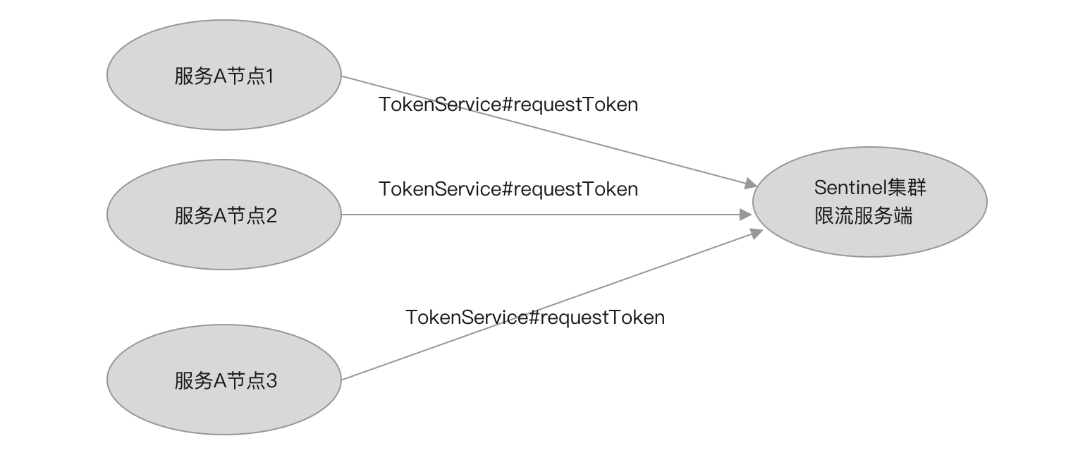 服务A节点1
TokenService#requestToken
TokenService#requestToken
服务A节点2
Sentinel集群
限流服务端
TokenService#requestToken
服务A节点3